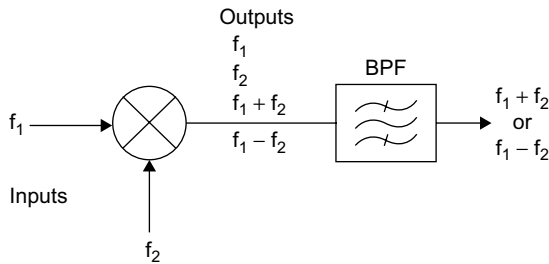 Outputs
f₁
f₂
f₁ + f₂
f₁ − f₂
BPF
f₁ + f₂
or
f₁ − f₂
f₁
Inputs
f₂